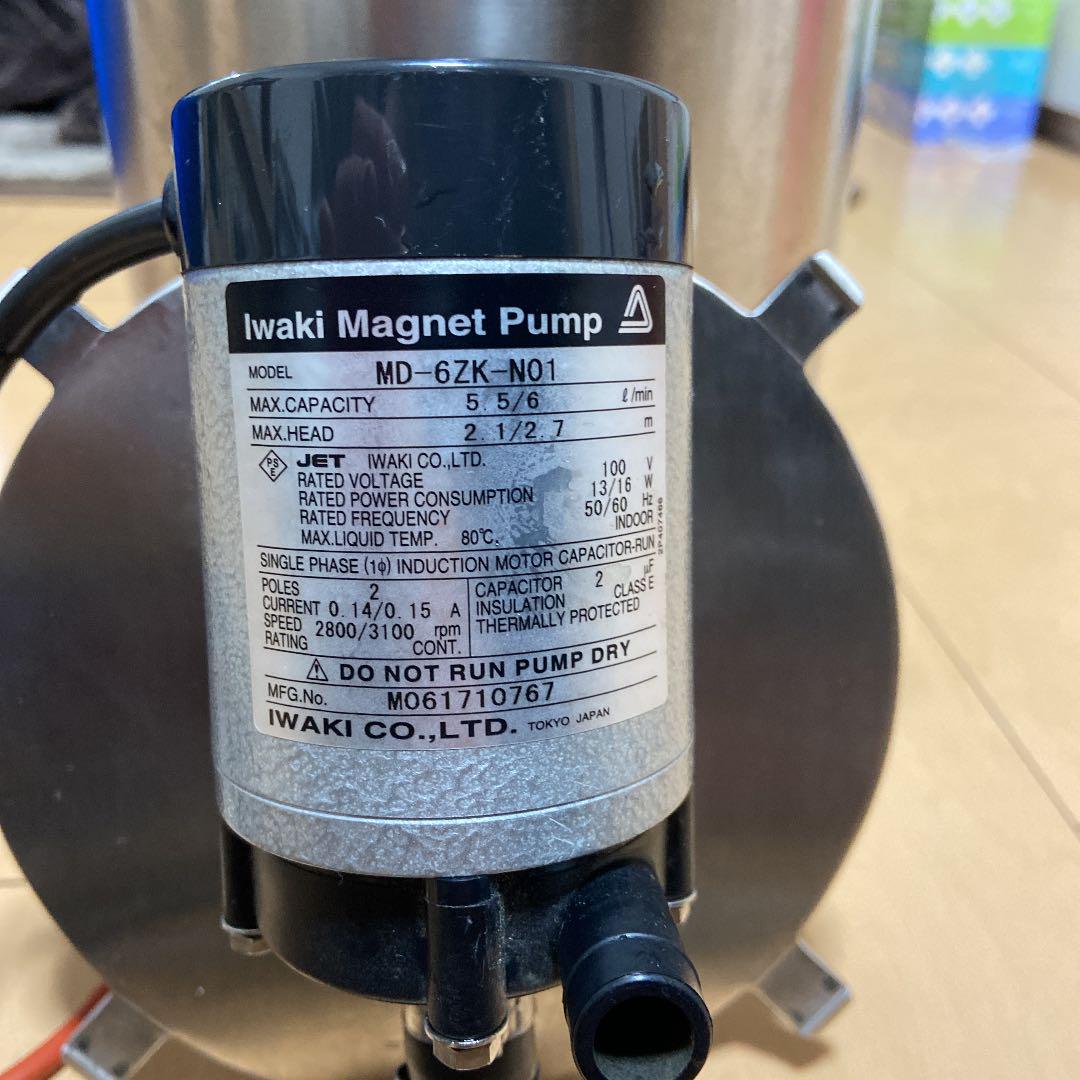 Iwaki Magnet Pump
MODEL MD-6ZK-N01
MAX.CAPACITY 5.5/6 ℓ/min
MAX.HEAD 2.1/2.7 m
PS E JET IWAKI CO.,LTD.
RATED VOLTAGE 100 V
RATED POWER CONSUMPTION 13/16 W
RATED FREQUENCY 50/60 Hz
MAX.LIQUID TEMP. 80℃. INDOOR
2P407466
SINGLE PHASE (1φ) INDUCTION MOTOR CAPACITOR-RUN
POLES 2
CURRENT 0.14/0.15 A
SPEED 2800/3100 rpm
RATING CONT.
CAPACITOR 2 μF
INSULATION CLASS E
THERMALLY PROTECTED
⚠ DO NOT RUN PUMP DRY
MFG.No. M061710767
IWAKI CO.,LTD. TOKYO JAPAN